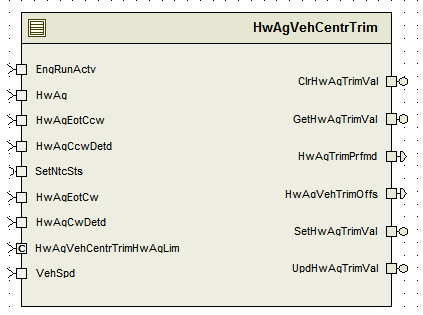 HwAgVehCentrTrim
EngRunActv
HwAg
HwAgEotCcw
HwAgCcwDetd
SetNtcSts
HwAgEotCw
HwAgCwDetd
C HwAgVehCentrTrimHwAgLim
VehSpd
ClrHwAgTrimVal
GetHwAgTrimVal
HwAgTrimPrfmd
HwAgVehTrimOffs
SetHwAgTrimVal
UpdHwAgTrimVal